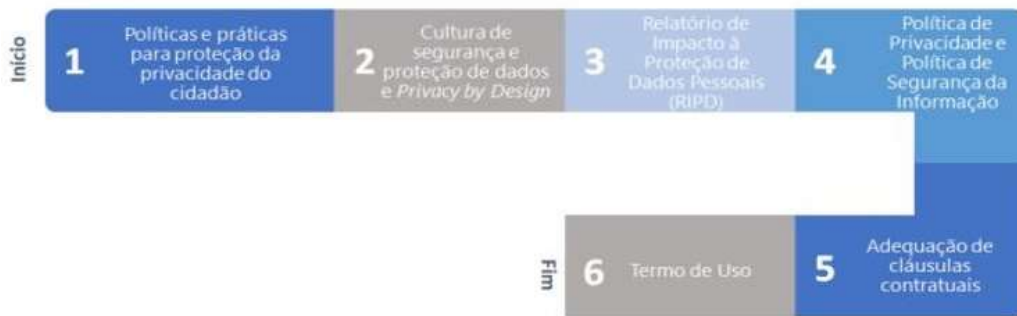 Início
1
Políticas e práticas
para proteção da
privacidade do
cidadão
2
Cultura de
segurança e
proteção de dados
e Privacy by Design
3
Relatório de
Impacto à
Proteção de
Dados Pessoais
(RIPD)
4
Política de
Privacidade e
Política de
Segurança da
Informação
5
Adequação de
cláusulas
contratuais
6
Termo de Uso
Fim